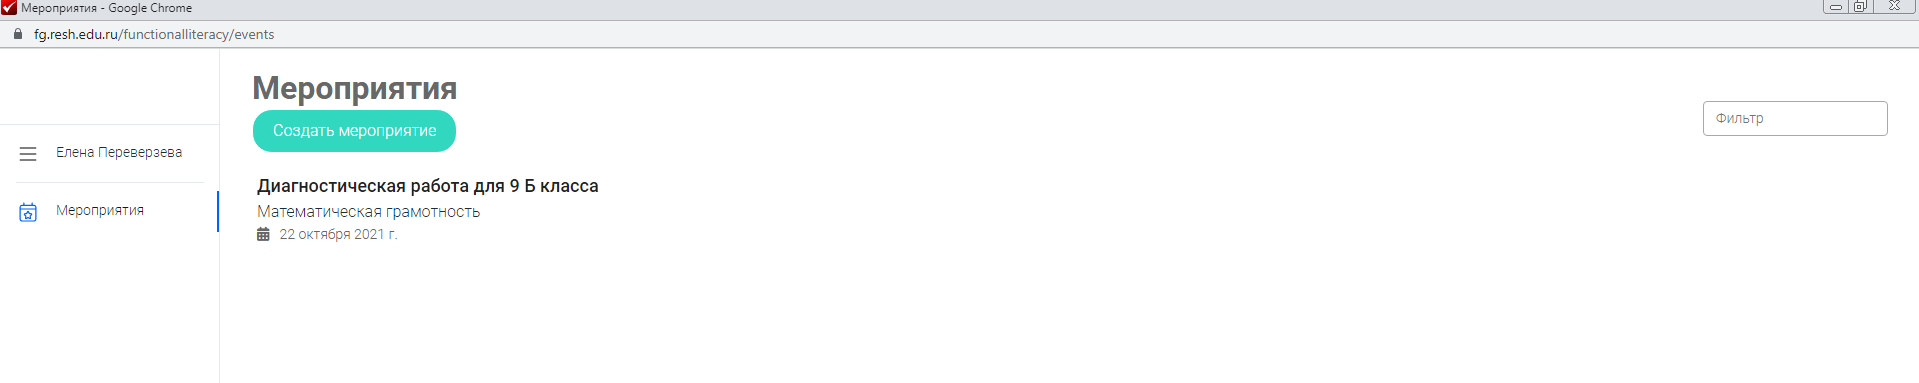 Мероприятия - Google Chrome
fg.resh.edu.ru/functionalliteracy/events
Мероприятия
Создать мероприятие
Фильтр
Елена Переверзева
Мероприятия
Диагностическая работа для 9 Б класса
Математическая грамотность
22 октября 2021 г.